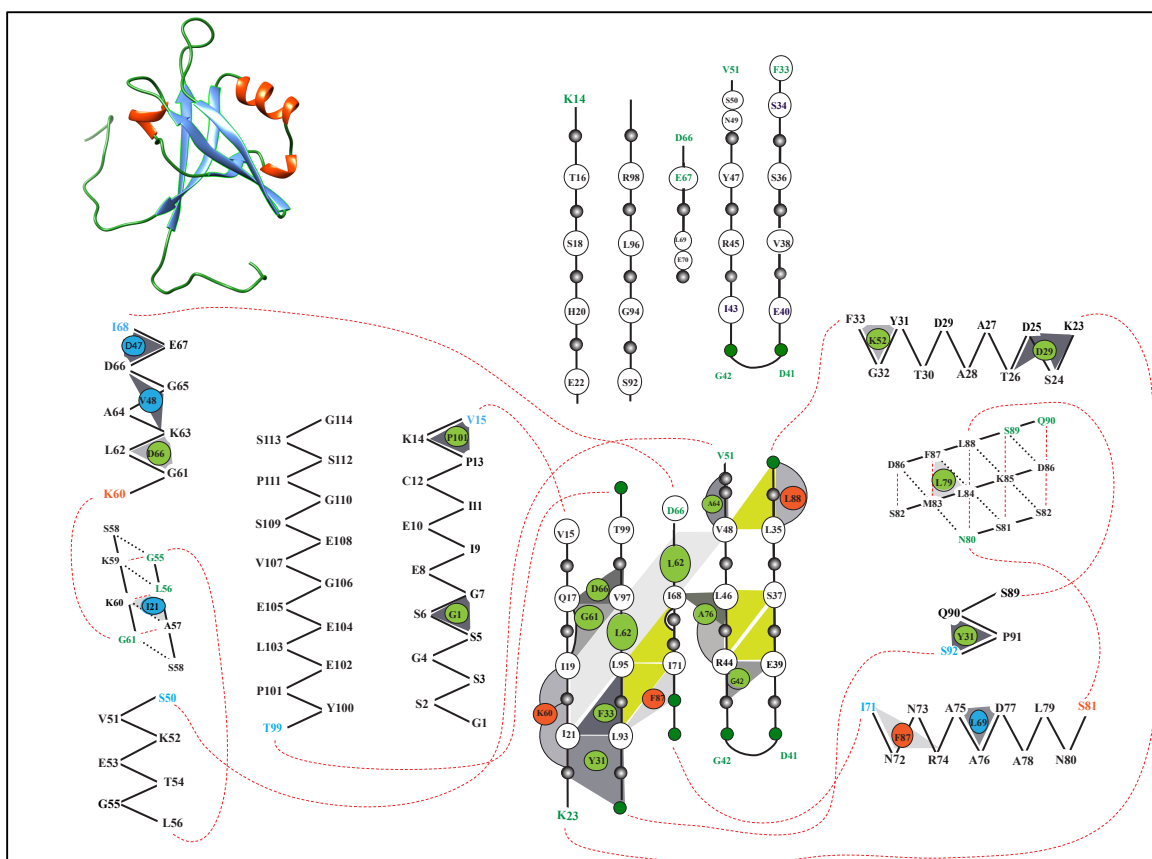 K14
T16
S18
H20
E22
R98
L96
G94
S92
D66
E67
L69
E70
V51
S50
N49
Y47
R45
I43
G42
F33
S34
S36
V38
E40
D41
I68
D47
E67
D66
G65
V48
A64
K63
L62
D66
G61
K60
S58
K59
G55
L56
K60
I21
A57
G61
S58
S50
V51
K52
E53
T54
G55
L56
G114
S113
S112
P111
G110
S109
E108
V107
G106
E105
E104
L103
E102
P101
Y100
T99
V15
K14
P101
P13
C12
I11
E10
I9
E8
G7
S6
G1
S5
G4
S3
S2
G1
V15
Q17
I19
K60
I21
K23
T99
D66
V97
G61
L62
L95
F33
L93
Y31
D66
L62
I68
I71
F87
V51
A64
V48
L46
A76
R44
G42
G42
L88
L35
S37
E39
D41
F33
Y31
D29
A27
D25
K23
K52
D29
G32
T30
A28
T26
S24
Q90
S89
L88
F87
D86
D86
L79
K85
L84
M83
S82
S82
S81
N80
S89
Q90
Y31
P91
S92
I71
N73
A75
D77
L79
S81
F87
L69
N72
R74
A76
A78
N80